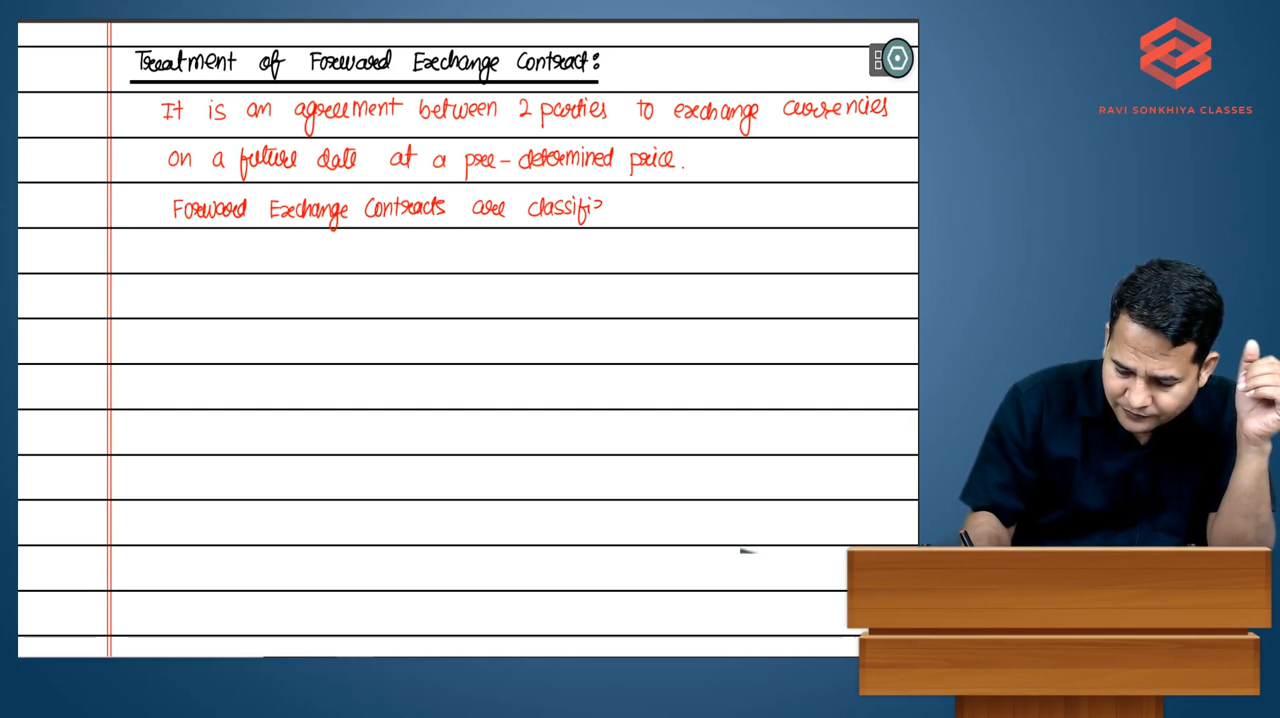 Treatment of Forward Exchange Contract:
It is an agreement between 2 parties to exchange currencies
on a future date at a pre-determined price.
Forward Exchange Contracts are classifi
RAVI SONKHIYA CLASSES